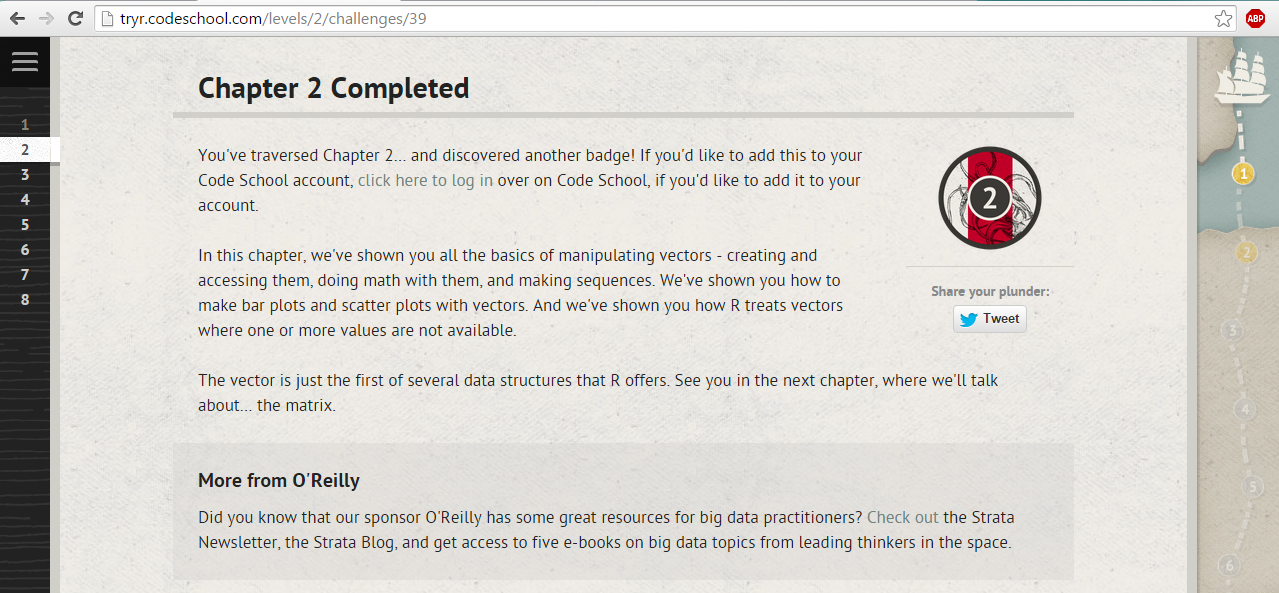 tryr.codeschool.com/levels/2/challenges/39
ABP
Chapter 2 Completed
1
2
3
4
5
6
7
8
You've traversed Chapter 2... and discovered another badge! If you'd like to add this to your
Code School account, click here to log in over on Code School, if you'd like to add it to your
account.
In this chapter, we've shown you all the basics of manipulating vectors - creating and
accessing them, doing math with them, and making sequences. We've shown you how to
make bar plots and scatter plots with vectors. And we've shown you how R treats vectors
where one or more values are not available.
The vector is just the first of several data structures that R offers. See you in the next chapter, where we'll talk
about... the matrix.
2
Share your plunder:
Tweet
More from O'Reilly
Did you know that our sponsor O'Reilly has some great resources for big data practitioners? Check out the Strata
Newsletter, the Strata Blog, and get access to five e-books on big data topics from leading thinkers in the space.
1
2
3
4
5
6